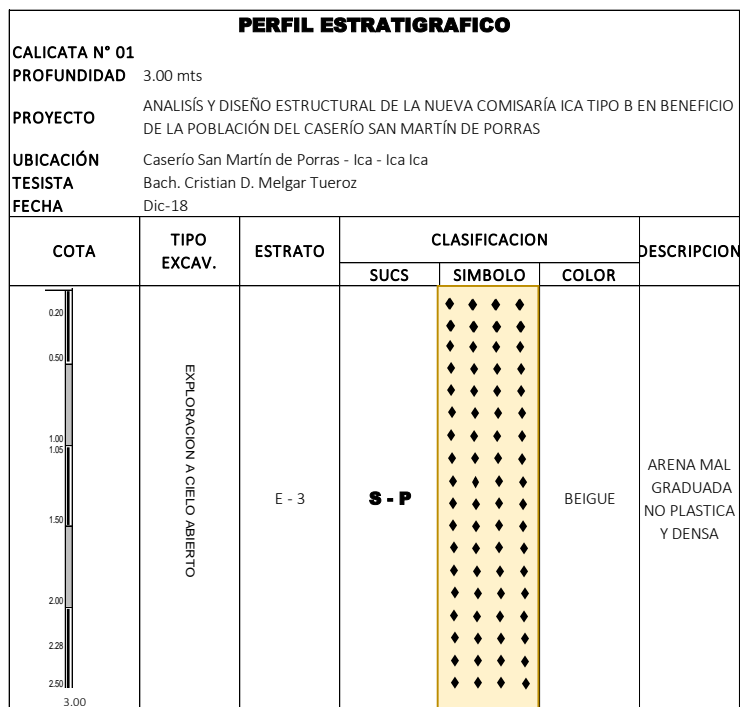 PERFIL ESTRATIGRAFICO
CALICATA N° 01
PROFUNDIDAD 3.00 mts
PROYECTO ANALISÍS Y DISEÑO ESTRUCTURAL DE LA NUEVA COMISARÍA ICA TIPO B EN BENEFICIO
DE LA POBLACIÓN DEL CASERÍO SAN MARTÍN DE PORRAS
UBICACIÓN Caserío San Martín de Porras - Ica - Ica Ica
TESISTA Bach. Cristian D. Melgar Tueroz
FECHA Dic-18
COTA
TIPO
EXCAV.
ESTRATO
CLASIFICACION
DESCRIPCION
SUCS SIMBOLO COLOR
0.20
0.50
1.00
1.05
1.50
2.00
2.28
2.50
3.00
EXPLORACION A CIELO ABIERTO
E - 3
S - P
BEIGUE
ARENA MAL
GRADUADA
NO PLASTICA
Y DENSA